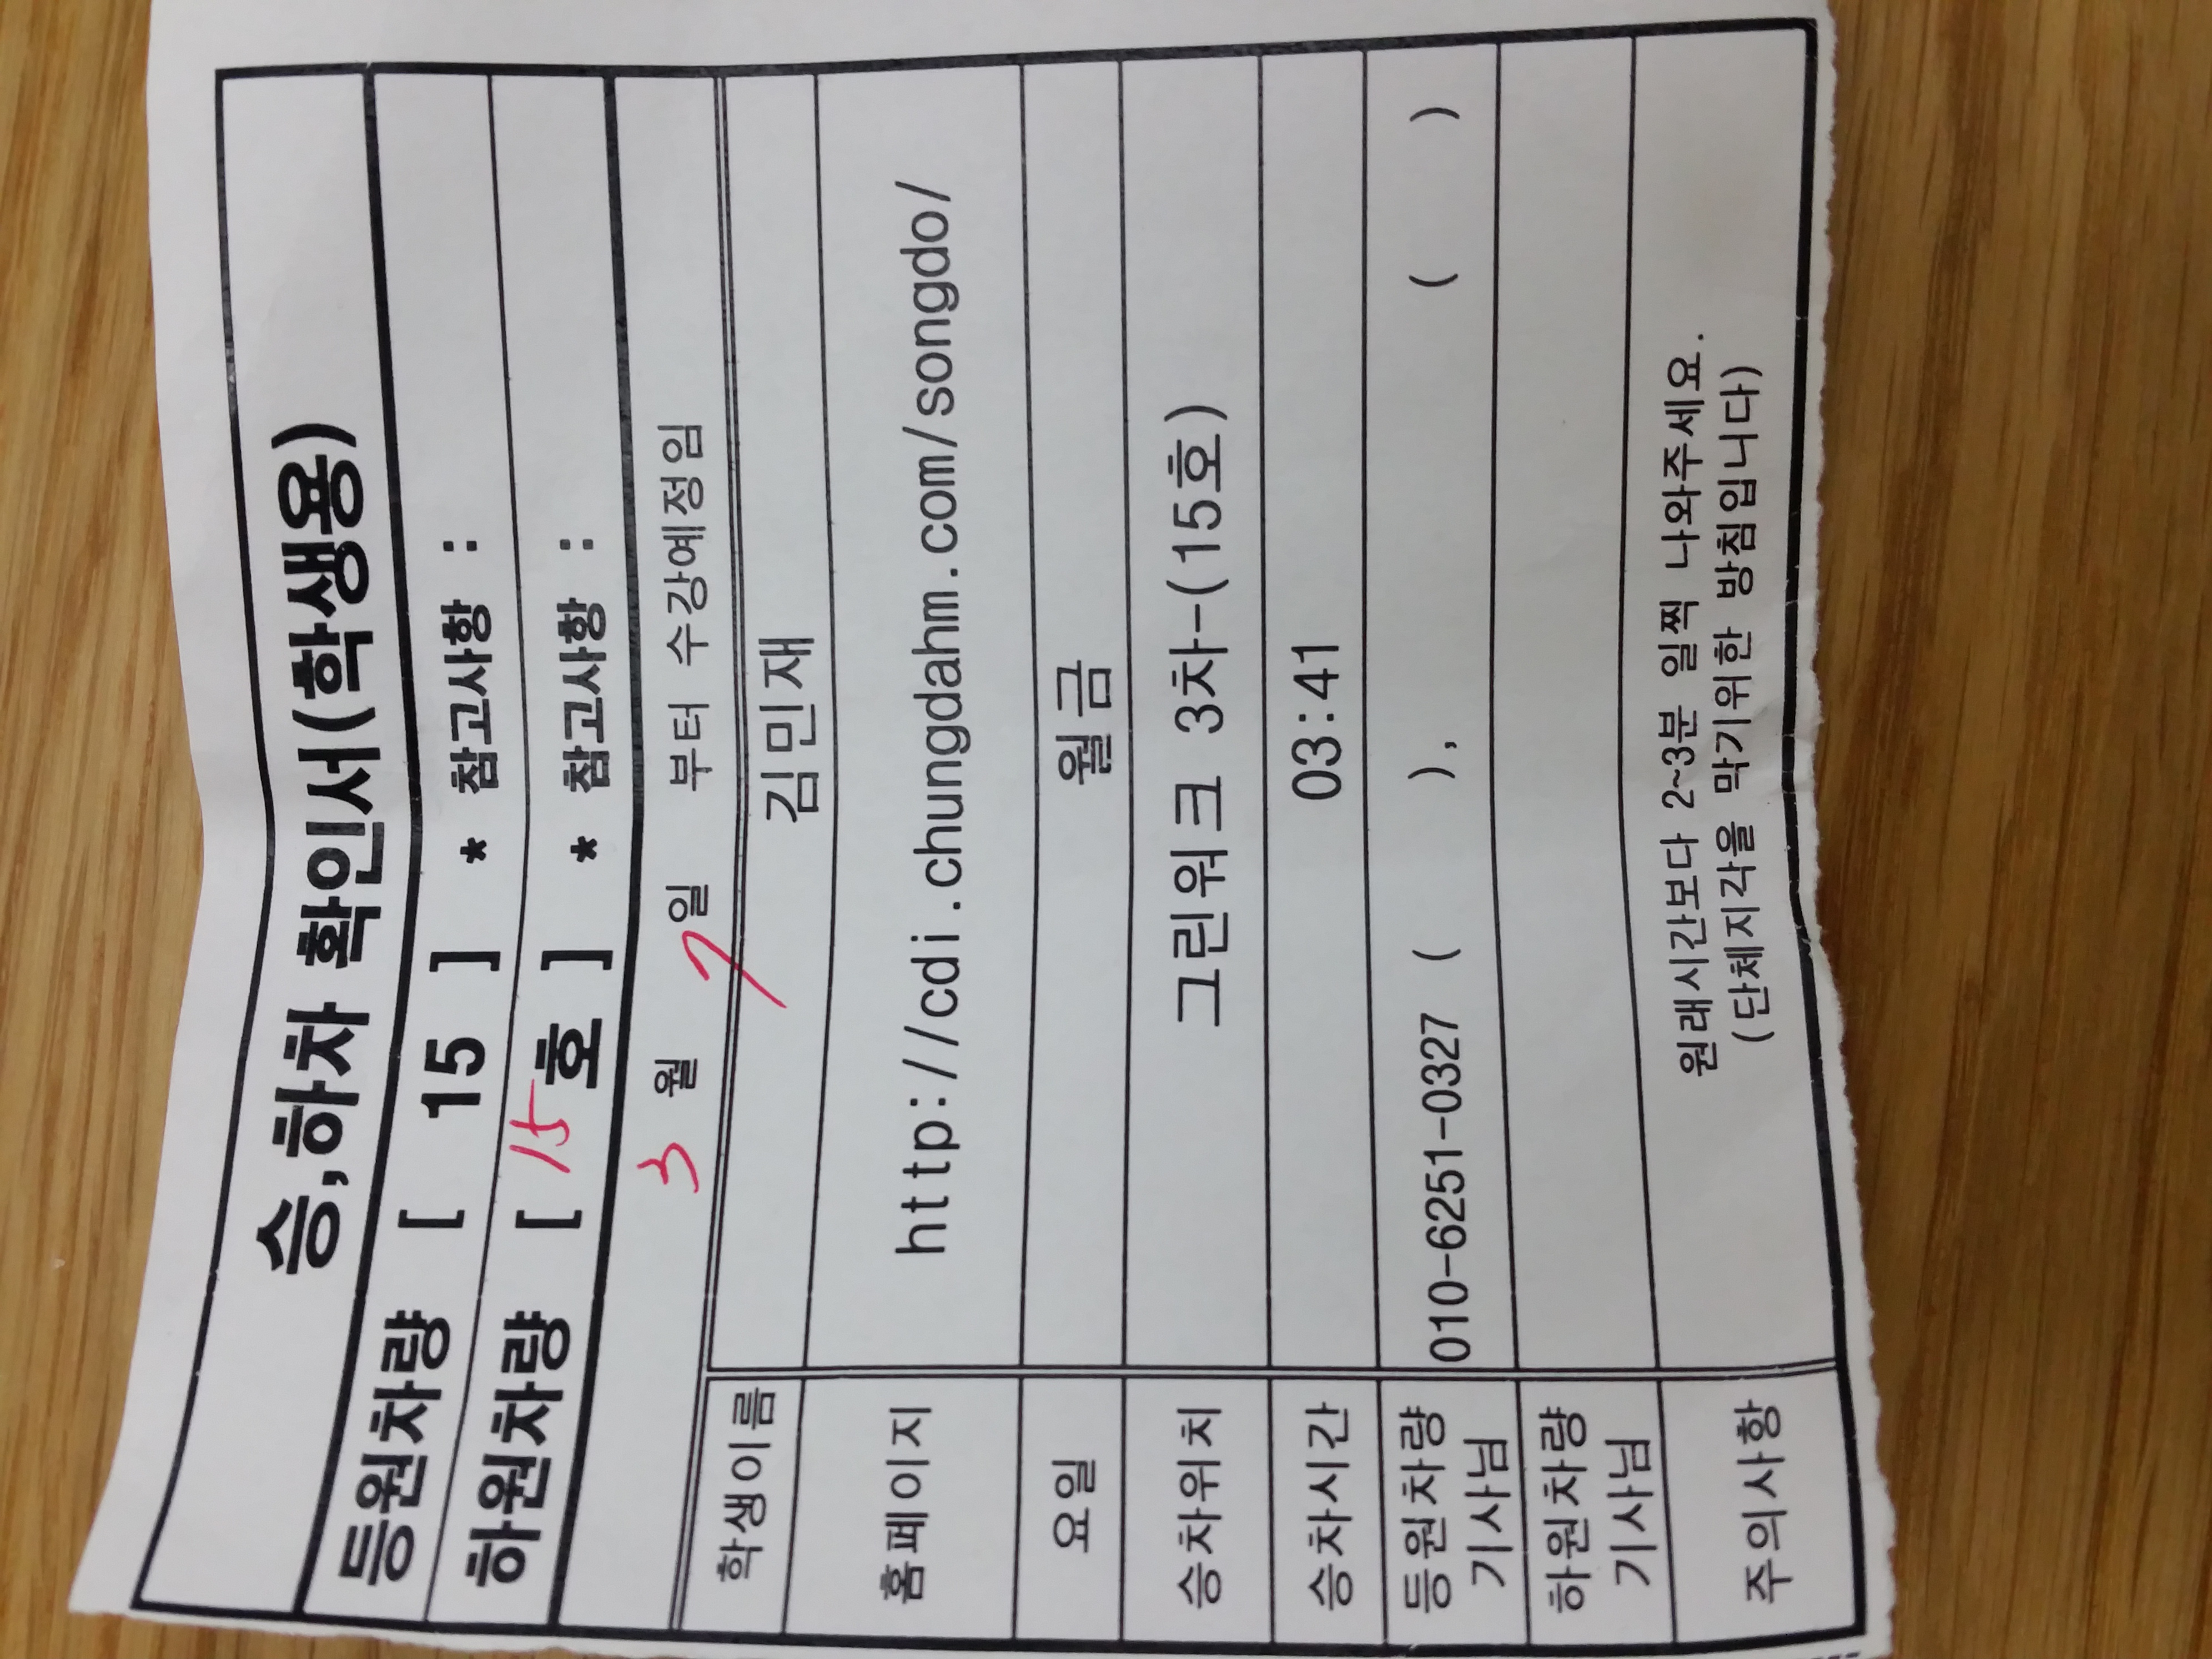 승,하차 확인서(학생용)
등원차량 [ 15 ] * 참고사항 :
하원차량 [ 15 호 ] * 참고사항 :
3 월 7 일 부터 수강예정임
학생이름 김민재
홈페이지 http://cdi.chungdahm.com/songdo/
요일 월금
승차위치 그린워크 3차-(15호)
승차시간 03:41
등원차량
기사님 010-6251-0327 ( ), ( )
하원차량
기사님
주의사항 원래시간보다 2~3분 일찍 나와주세요.
(단체지각을 막기위한 방침입니다)